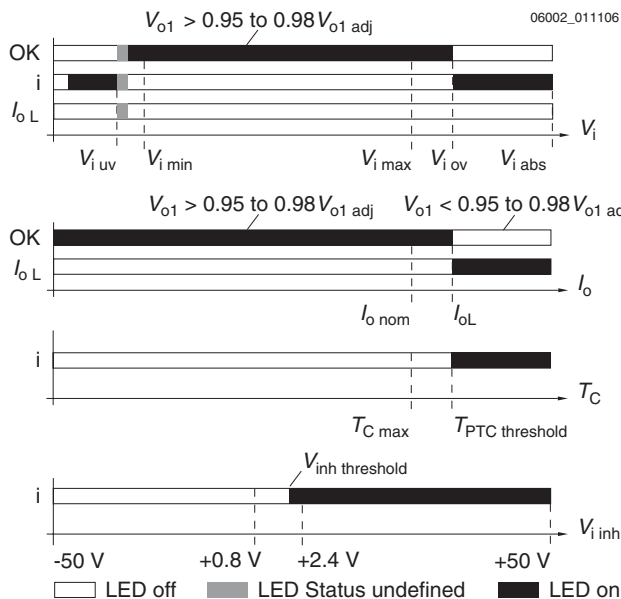 06002_011106
Vo1 > 0.95 to 0.98Vo1 adj
OK
i
Io L
Vi
Vi uv
Vi min
Vi max
Vi ov
Vi abs
Vo1 > 0.95 to 0.98Vo1 adj
Vo1 < 0.95 to 0.98Vo1 ad
OK
Io L
Io
Io nom
IoL
i
TC
TC max
TPTC threshold
Vinh threshold
i
Vi inh
-50 V
+0.8 V
+2.4 V
+50 V
LED off
LED Status undefined
LED on